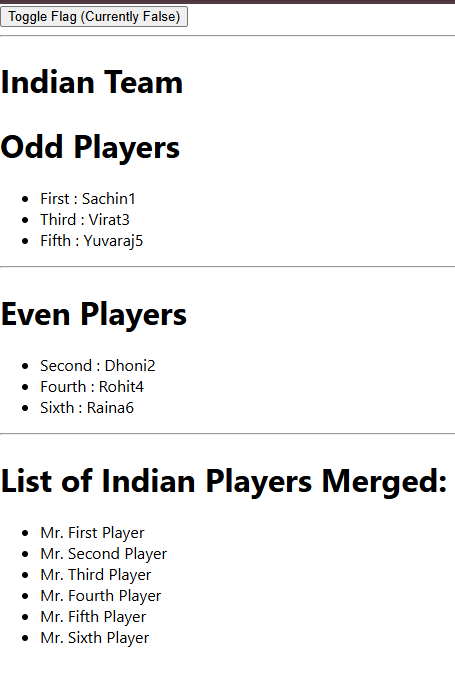 Toggle Flag (Currently False)
Indian Team
Odd Players
First : Sachin1
Third : Virat3
Fifth : Yuvaraj5
Even Players
Second : Dhoni2
Fourth : Rohit4
Sixth : Raina6
List of Indian Players Merged:
Mr. First Player
Mr. Second Player
Mr. Third Player
Mr. Fourth Player
Mr. Fifth Player
Mr. Sixth Player